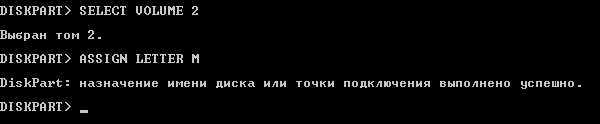 DISKPART> SELECT VOLUME 2
Выбран том 2.
DISKPART> ASSIGN LETTER M
DiskPart: назначение имени диска или точки подключения выполнено успешно.
DISKPART> _